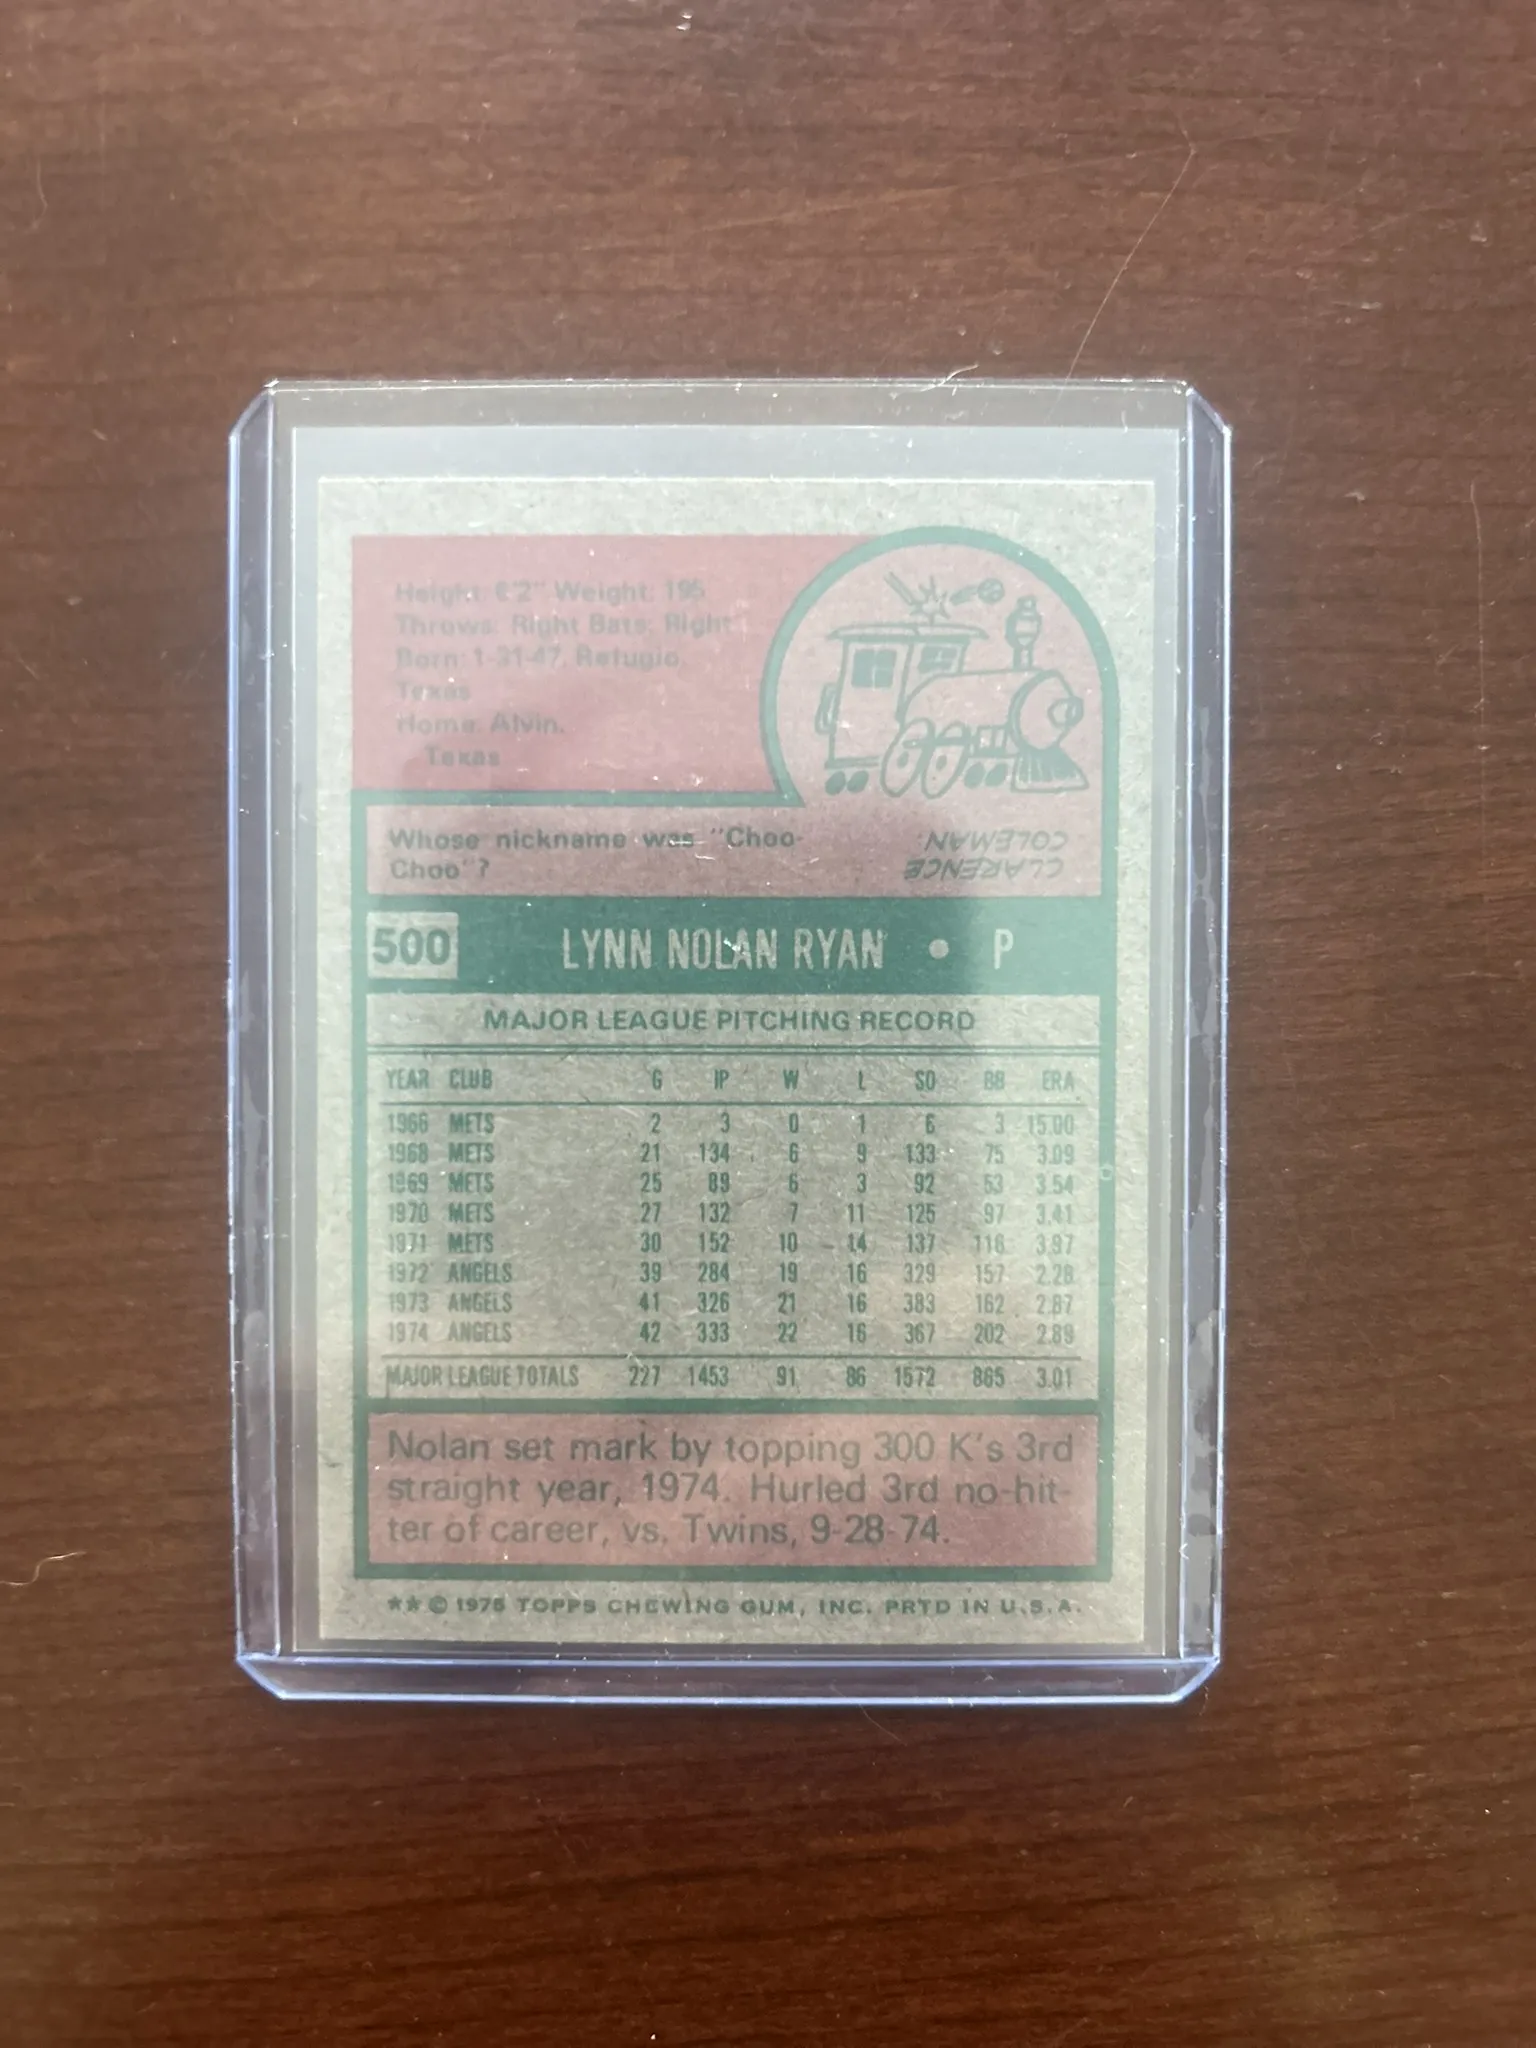 Height: 6'2" Weight: 195
Throws: Right Bats: Right
Born: 1-31-47, Refugio,
Texas
Home: Alvin,
Texas
Whose nickname was "Choo-
Choo"?
CLARENCE
COLEMAN.
500 LYNN NOLAN RYAN • P
MAJOR LEAGUE PITCHING RECORD
YEAR CLUB G IP W L SO BB ERA
1966 METS 2 3 0 1 6 3 15.00
1968 METS 21 134 6 9 133 75 3.09
1969 METS 25 89 6 3 92 53 3.54
1970 METS 27 132 7 11 125 97 3.41
1971 METS 30 152 10 14 137 116 3.97
1972 ANGELS 39 284 19 16 329 157 2.28
1973 ANGELS 41 326 21 16 383 162 2.87
1974 ANGELS 42 333 22 16 367 202 2.89
MAJOR LEAGUE TOTALS 227 1453 91 86 1572 865 3.01
Nolan set mark by topping 300 K's 3rd
straight year, 1974. Hurled 3rd no-hit-
ter of career, vs. Twins, 9-28-74.
** © 1975 TOPPS CHEWING GUM, INC. PRTD IN U.S.A.